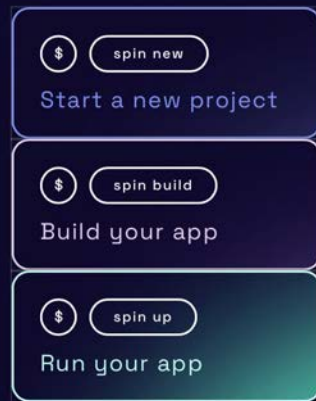 $ spin new
Start a new project
$ spin build
Build your app
$ spin up
Run your app